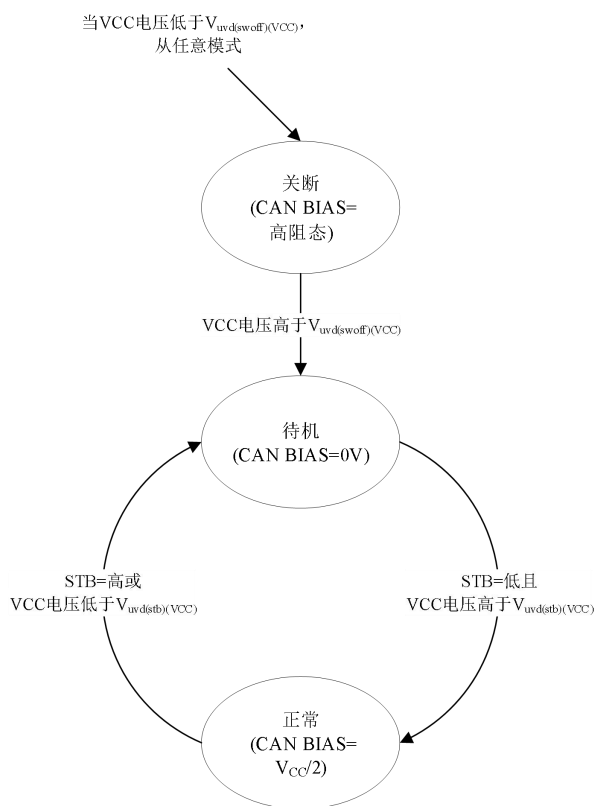 当VCC电压低于Vuvd(swoff)(VCC),
从任意模式
关断
(CAN BIAS=
高阻态)
VCC电压高于Vuvd(swoff)(VCC)
待机
(CAN BIAS=0V)
STB=高或
VCC电压低于Vuvd(stb)(VCC)
STB=低且
VCC电压高于Vuvd(stb)(VCC)
正常
(CAN BIAS=
VCC/2)